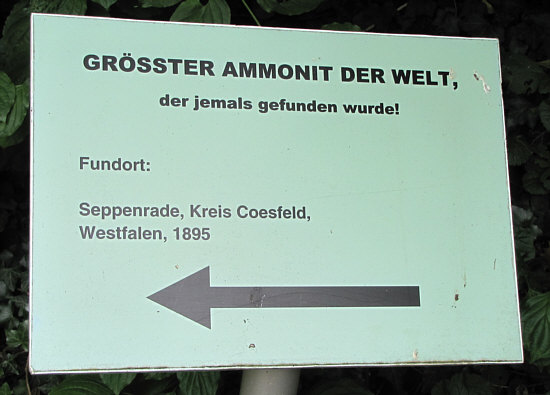 GRÖSSTER AMMONIT DER WELT,
der jemals gefunden wurde!
Fundort:
Seppenrade, Kreis Coesfeld,
Westfalen, 1895